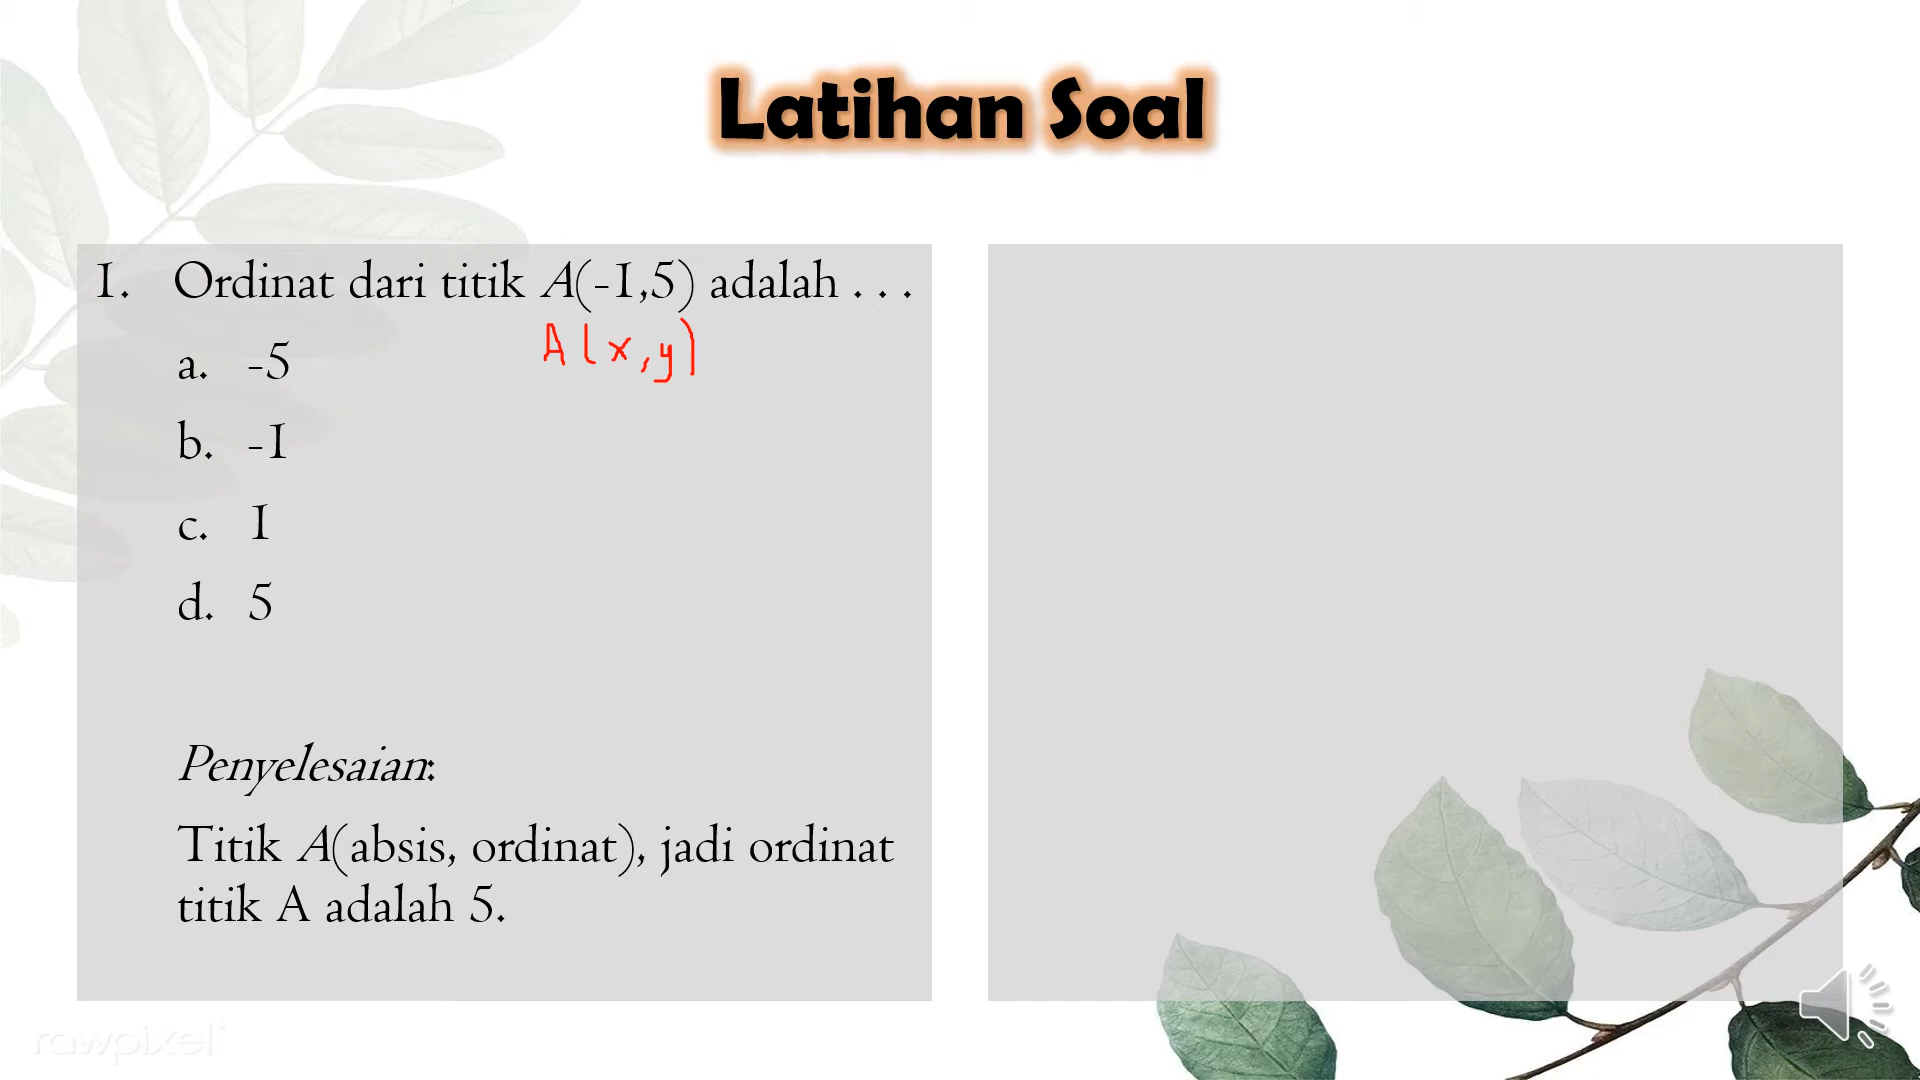 Latihan Soal
1. Ordinat dari titik A(-1,5) adalah . . .
A(x,y)
a. -5
b. -1
c. 1
d. 5
Penyelesaian:
Titik A(absis, ordinat), jadi ordinat
titik A adalah 5.
rawpixel